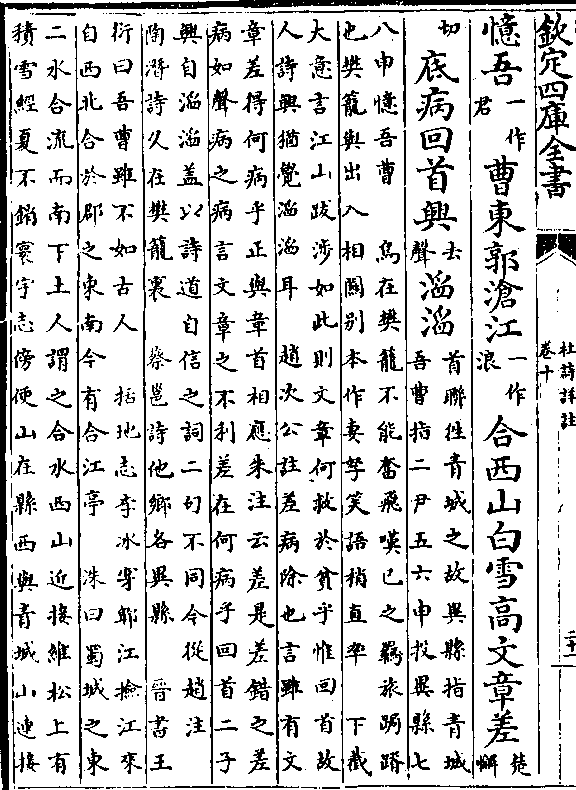 欽定四庫全書
杜詩詳註
卷十
二十一
憶吾一作君曹東郭滄江一作浪合西山白雪高文章差楚懈
切底病回首興去聲滔滔首聯往青城之故異縣指青城
吾曹指二尹五六申投異縣七
八申憶吾曹 鳥在樊籠不能奮飛嘆已之羈旅跼蹐
也樊籠與出入相關别本作妻孥笑語稍直率 下截
大意言江山跋涉如此則文章何救於貧乎惟回首故
人詩興猶覺滔滔耳 趙次公註差病除也言雖有文
章差得何病乎正與章首相應朱注云差是差錯之差
病如聲病之病言文章之不利差在何病乎回首二子
興自滔滔蓋以詩道自信之詞二句不同今從趙注
陶潛詩久在樊籠裏 蔡邕詩他鄉各異縣 晉書王
衍曰吾曹雖不如古人 括地志李冰穿郫江撿江來
自西北合於郡之東南今有合江亭 洙曰蜀城之東
二水合流而南下土人謂之合水西山近接維松上有
積雪經夏不銷寰宇志傍便山在縣西與青城山連接